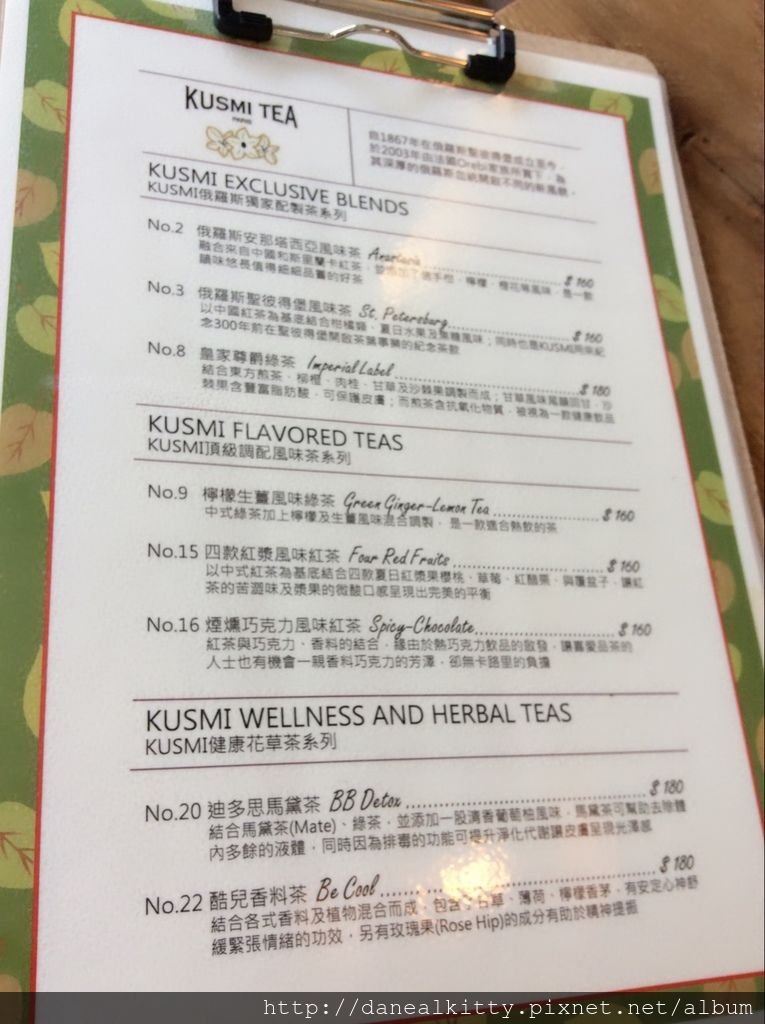 KUSMI TEA
PARIS
自1867年在俄羅斯聖彼得堡成立至今，
於2003年由法國Orebi家族所買下，為
其深厚的俄羅斯血統開啟不同的新風貌。
KUSMI EXCLUSIVE BLENDS
KUSMI俄羅斯獨家配製茶系列
No.2 俄羅斯安那塔西亞風味茶 Anastasia $ 160
融合來自中國和斯里蘭卡紅茶，並添加了佛手柑、檸檬、橙花等風味，是一款
韻味悠長值得細細品嘗的好茶
No.3 俄羅斯聖彼得堡風味茶 St. Petersburg......................$ 160
以中國紅茶為基底結合柑橘類、夏日水果及焦糖風味；同時也是KUSMI用來紀
念300年前在聖彼得堡開啟茶葉事業的紀念茶款
No.8 皇家尊爵綠茶 Imperial Label..............................$ 180
結合東方煎茶、柳橙、肉桂、甘草及沙棘果調製而成；甘草風味尾韻回甘，沙
棘果含豐富脂肪酸，可保護皮膚；而煎茶含抗氧化物質，被視為一款健康飲品
KUSMI FLAVORED TEAS
KUSMI頂級調配風味茶系列
No.9 檸檬生薑風味綠茶 Green Ginger-Lemon Tea..................$ 160
中式綠茶加上檸檬及生薑風味混合調製，是一款適合熱飲的茶
No.15 四款紅漿風味紅茶 Four Red Fruits.........................$ 160
以中式紅茶為基底結合四款夏日紅漿果櫻桃、草莓、紅醋栗、與覆盆子，讓紅
茶的苦澀味及漿果的微酸口感呈現出完美的平衡
No.16 煙燻巧克力風味紅茶 Spicy-Chocolate......................$ 160
紅茶與巧克力、香料的結合，緣由於熱巧克力飲品的啟發，讓喜愛品茶的
人士也有機會一親香料巧克力的芳澤，卻無卡路里的負擔
KUSMI WELLNESS AND HERBAL TEAS
KUSMI健康花草茶系列
No.20 迪多思馬黛茶 BB Detox...................................$ 180
結合馬黛茶(Mate)、綠茶，並添加一股清香葡萄柚風味，馬黛茶可幫助去除體
內多餘的液體，同時因為排毒的功能可提升淨化代謝讓皮膚呈現光澤感
No.22 酷兒香料茶 Be Cool......................................$ 180
結合各式香料及植物混合而成，包含了甘草、薄荷、檸檬香茅，有安定心神舒
緩緊張情緒的功效，另有玫瑰果(Rose Hip)的成分有助於精神提振
http://danealkitty.pixnet.net/album